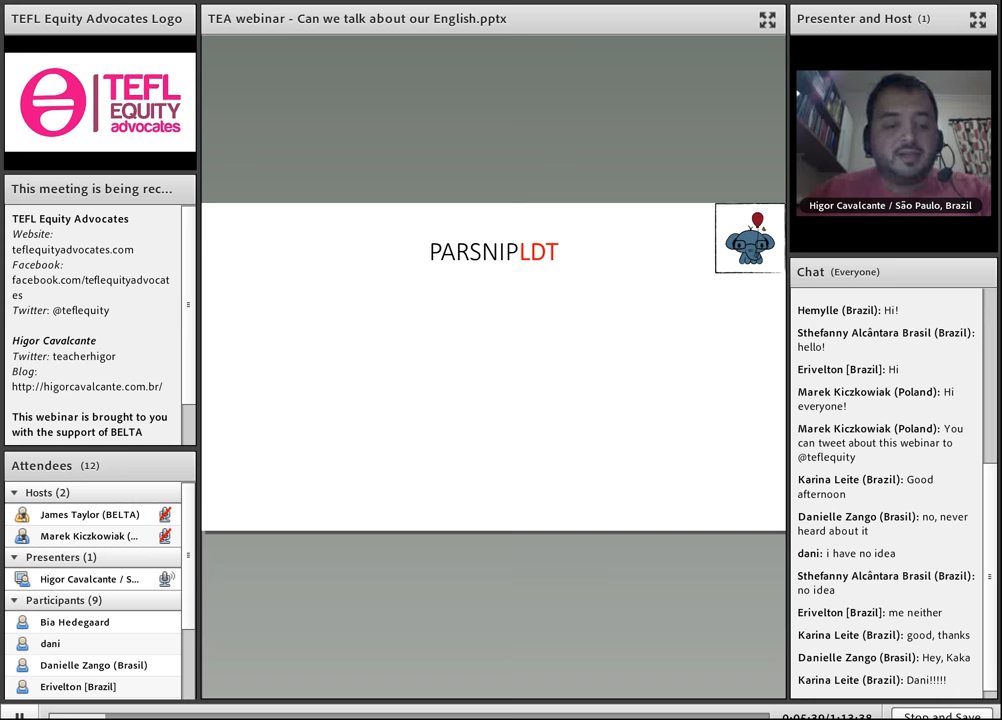 TEFL Equity Advocates Logo
TEFL
EQUITY
advocates
This meeting is being rec...
TEFL Equity Advocates
Website:
teflequityadvocates.com
Facebook:
facebook.com/teflequityadvocat
es
Twitter: @teflequity
Higor Cavalcante
Twitter: teacherhigor
Blog:
http://higorcavalcante.com.br/
This webinar is brought to you
with the support of BELTA
Attendees (12)
Hosts (2)
James Taylor (BELTA)
Marek Kiczkowiak (...
Presenters (1)
Higor Cavalcante / S...
Participants (9)
Bia Hedegaard
dani
Danielle Zango (Brasil)
Erivelton [Brazil]
TEA webinar - Can we talk about our English.pptx
PARSNIPLDT
Presenter and Host (1)
Higor Cavalcante / São Paulo, Brazil
Chat (Everyone)
Hemylle (Brazil): Hi!
Sthefanny Alcântara Brasil (Brazil):
hello!
Erivelton [Brazil]: Hi
Marek Kiczkowiak (Poland): Hi
everyone!
Marek Kiczkowiak (Poland): You
can tweet about this webinar to
@teflequity
Karina Leite (Brazil): Good
afternoon
Danielle Zango (Brasil): no, never
heard about it
dani: i have no idea
Sthefanny Alcântara Brasil (Brazil):
no idea
Erivelton [Brazil]: me neither
Karina Leite (Brazil): good, thanks
Danielle Zango (Brasil): Hey, Kaka
Karina Leite (Brazil): Dani!!!!!
0:06:39/1:13:38
Stop and Save